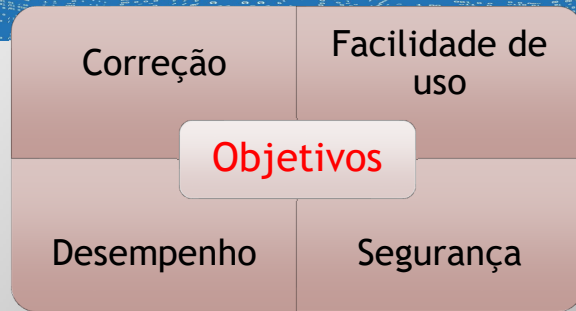 Correção
Facilidade de
uso
Objetivos
Desempenho
Segurança